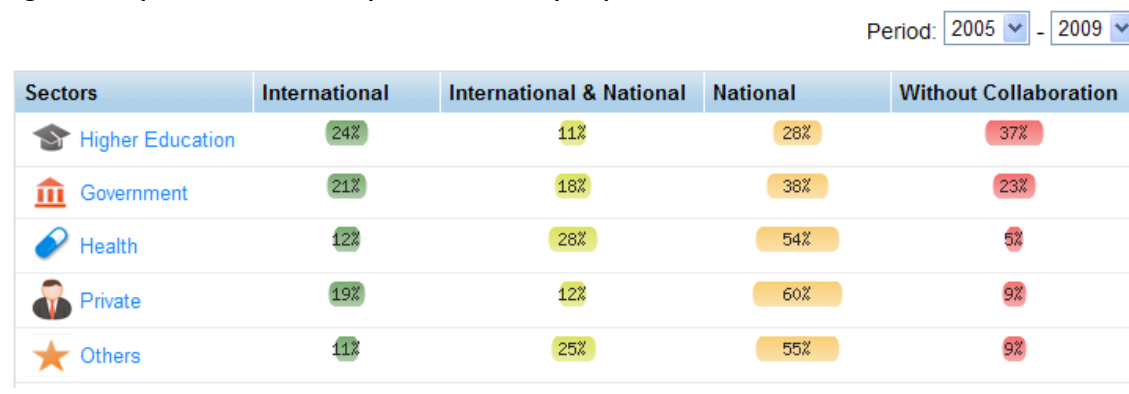 Period: 2005 - 2009
Sectors International International & National National Without Collaboration
Higher Education 24% 11% 28% 37%
Government 21% 18% 38% 23%
Health 12% 28% 54% 5%
Private 19% 12% 60% 9%
Others 11% 25% 55% 9%